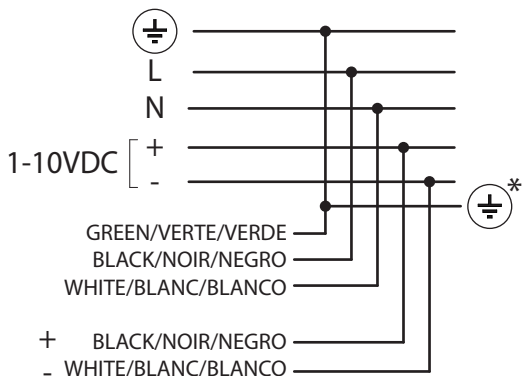 L
N
1-10VDC
+
-
*
GREEN/VERTE/VERDE
BLACK/NOIR/NEGRO
WHITE/BLANC/BLANCO
+ BLACK/NOIR/NEGRO
- WHITE/BLANC/BLANCO